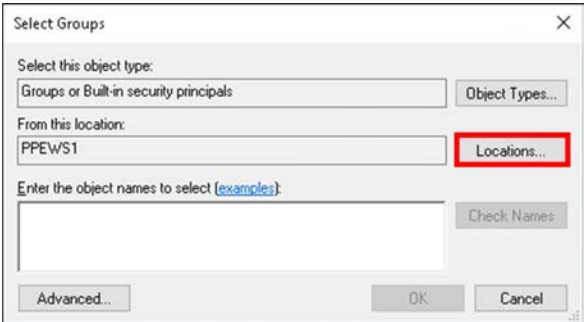 Select Groups
Select this object type:
Groups or Built-in security principals
Object Types...
From this location:
PPEWS1
Locations...
Enter the object names to select (examples):
Check Names
Advanced...
OK
Cancel